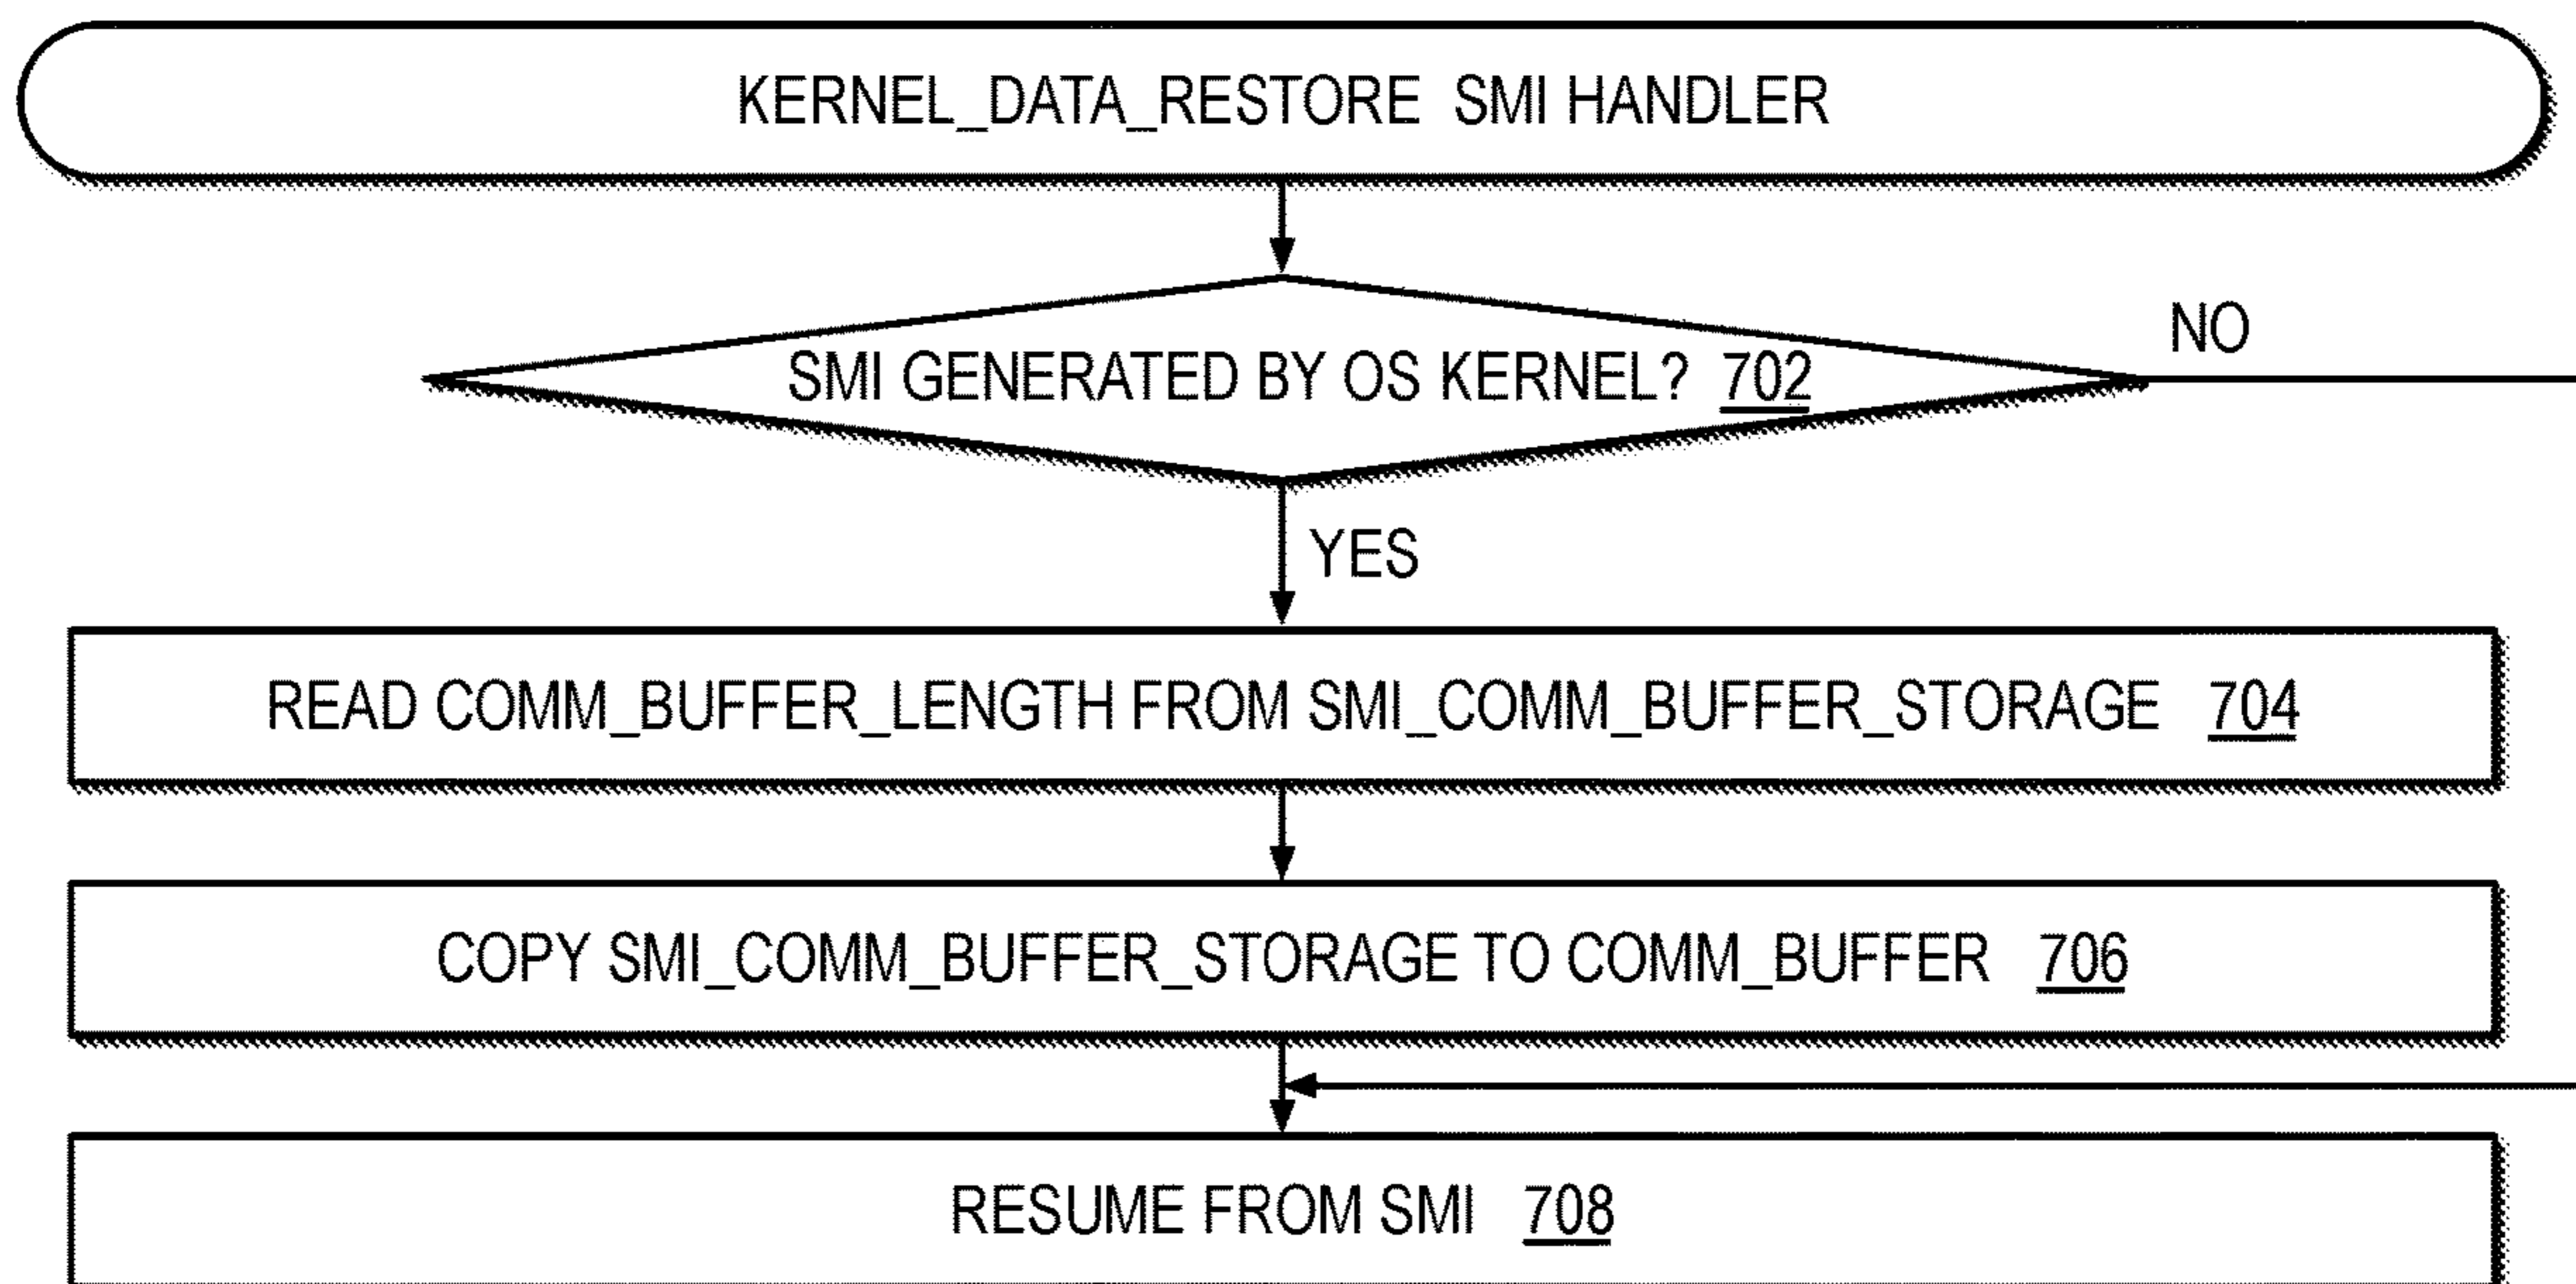 KERNEL_DATA_RESTORE SMI HANDLER
NO
SMI GENERATED BY OS KERNEL? 702
YES
READ COMM_BUFFER_LENGTH FROM SMI_COMM_BUFFER_STORAGE 704
COPY SMI_COMM_BUFFER_STORAGE TO COMM_BUFFER 706
RESUME FROM SMI 708